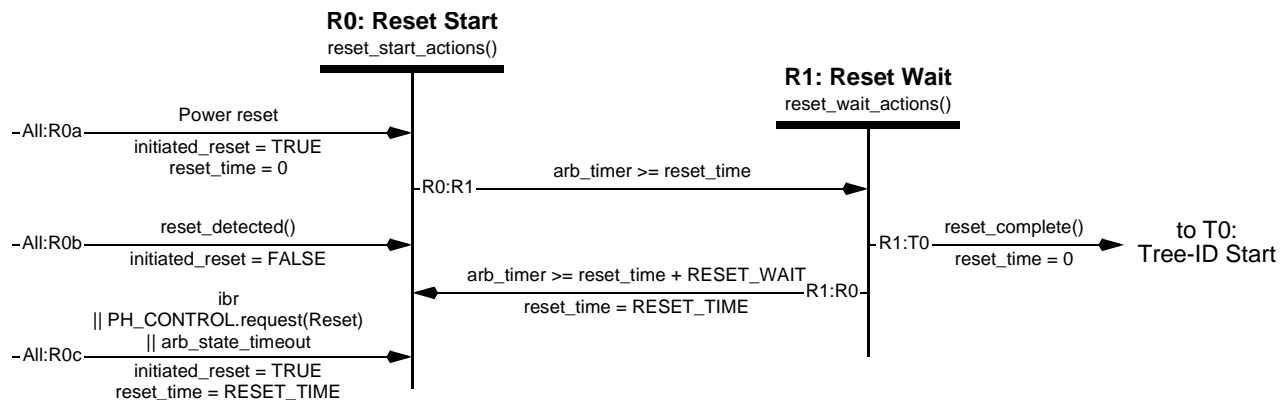 R0: Reset Start
reset_start_actions()
R1: Reset Wait
reset_wait_actions()
All:R0a
Power reset
initiated_reset = TRUE
reset_time = 0
R0:R1
arb_timer >= reset_time
All:R0b
reset_detected()
initiated_reset = FALSE
R1:T0
reset_complete()
reset_time = 0
to T0:
Tree-ID Start
arb_timer >= reset_time + RESET_WAIT
R1:R0
reset_time = RESET_TIME
ibr
|| PH_CONTROL.request(Reset)
|| arb_state_timeout
All:R0c
initiated_reset = TRUE
reset_time = RESET_TIME